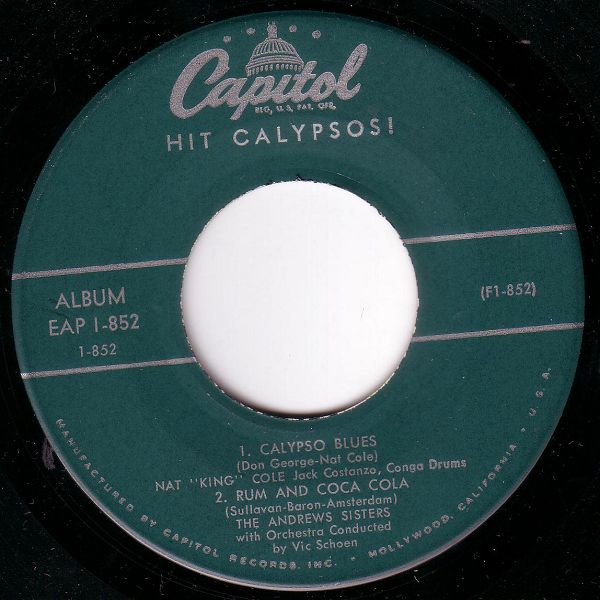 Capitol
REG. U.S. PAT. OFF.
HIT CALYPSOS!
ALBUM
EAP 1-852
1-852
(F1-852)
1. CALYPSO BLUES
(Don George-Nat Cole)
NAT "KING" COLE Jack Costanzo, Conga Drums
2. RUM AND COCA COLA
(Sullavan-Baron-Amsterdam)
THE ANDREWS SISTERS
with Orchestra Conducted
by Vic Schoen
MANUFACTURED BY CAPITOL RECORDS, INC. • HOLLYWOOD, CALIFORNIA • U.S.A.